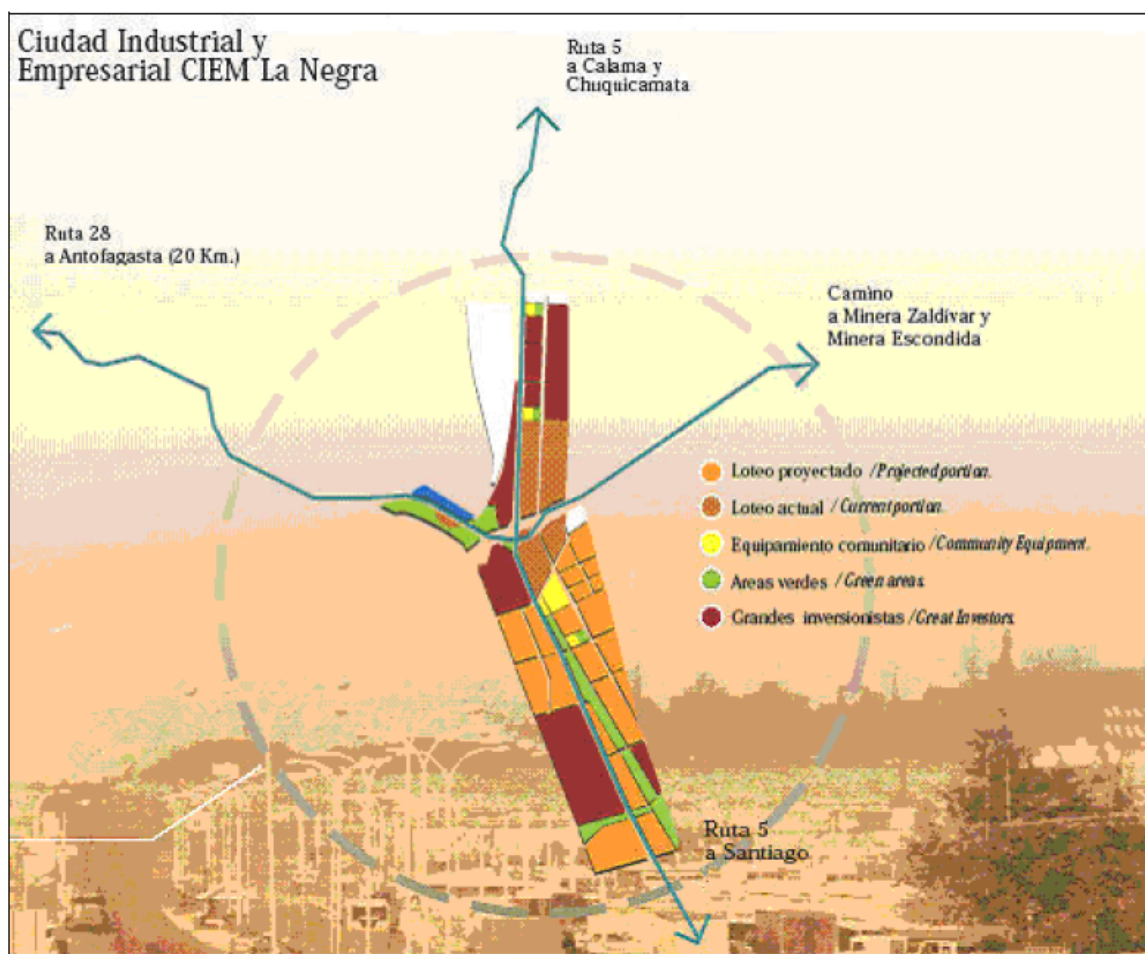 Ciudad Industrial y
Empresarial CIEM La Negra
Ruta 5
a Calama y
Chuquicamata
Ruta 28
a Antofagasta (20 Km.)
Camino
a Minera Zaldívar y
Minera Escondida
Loteo proyectado /Projected portion.
Loteo actual /Current portion.
Equipamiento comunitario /Community Equipment.
Areas verdes /Green areas.
Grandes inversionistas /Great Investors.
Ruta 5
a Santiago